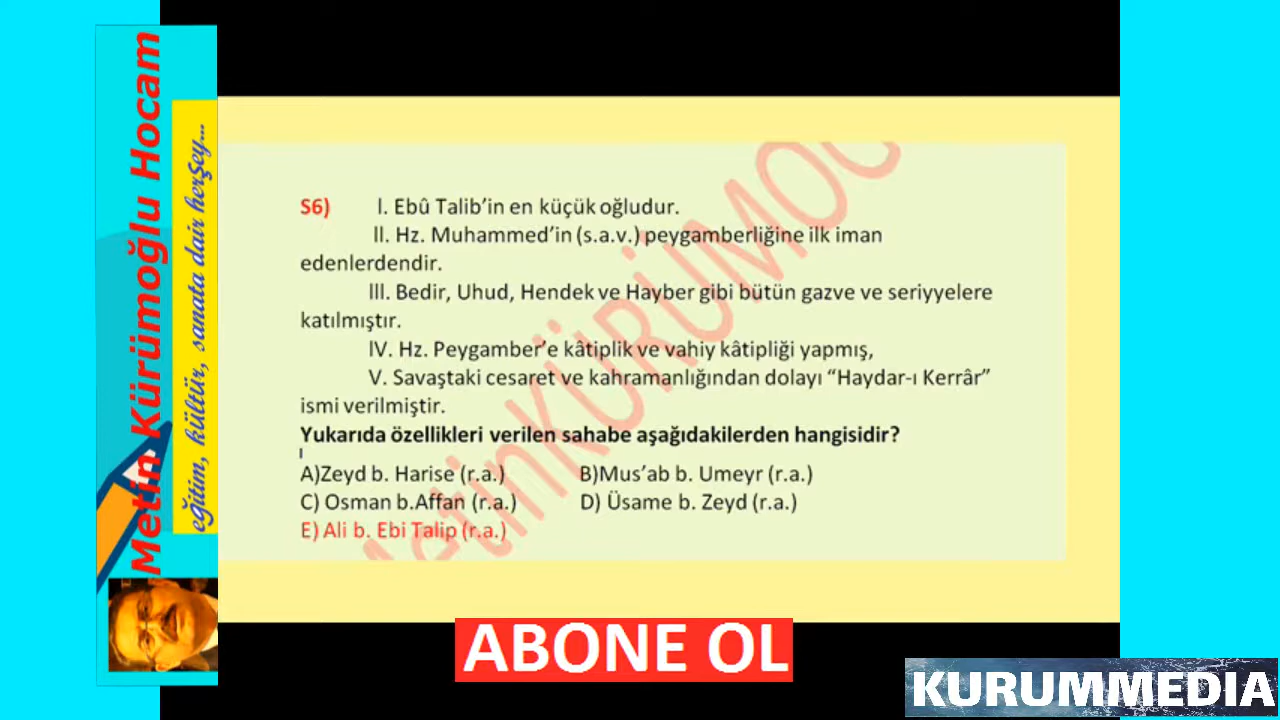 Metin Kürümoğlu Hocam
eğitim, kültür, sanata dair herşey...
S6) I. Ebû Talib’in en küçük oğludur.
II. Hz. Muhammed’in (s.a.v.) peygamberliğine ilk iman
edenlerdendir.
III. Bedir, Uhud, Hendek ve Hayber gibi bütün gazve ve seriyyelere
katılmıştır.
IV. Hz. Peygamber’e kâtiplik ve vahiy kâtipliği yapmış,
V. Savaştaki cesaret ve kahramanlığından dolayı “Haydar-ı Kerrâr”
ismi verilmiştir.
Yukarıda özellikleri verilen sahabe aşağıdakilerden hangisidir?
A)Zeyd b. Harise (r.a.) B)Mus’ab b. Umeyr (r.a.)
C) Osman b.Affan (r.a.) D) Üsame b. Zeyd (r.a.)
E) Ali b. Ebi Talip (r.a.)
MetinKÜRÜMOĞ
ABONE OL
KURUMMEDIA